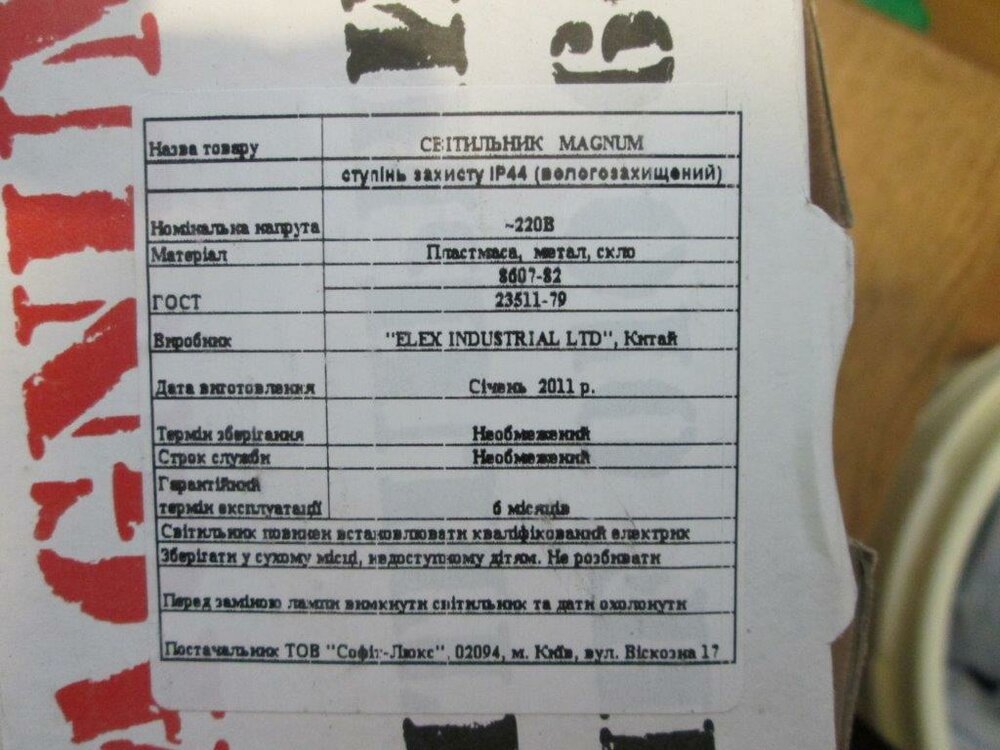 Назва товару СВІТИЛЬНИК MAGNUM
ступінь захисту IP44 (вологозахищений)
Номінальна напрута ~220В
Матеріал Пластмаса, метал, скло
8607-82
ГОСТ 23511-79
Виробник "ELEX INDUSTRIAL LTD", Китай
Дата виготовлення Січень 2011 р.
Термін зберігання Необмежений
Строк служби Необмежений
Гарантійний
термін експлуатації 6 місяців
Світильник повинен встановлювати кваліфікований електрик
Зберігати у сухому місці, недоступному дітям. Не розбивати
Перед заміною лампи вимкнути світильник та дати охолонути
Постачальник ТОВ "Софіт-Люкс", 02094, м. Київ, вул. Віскозна 17